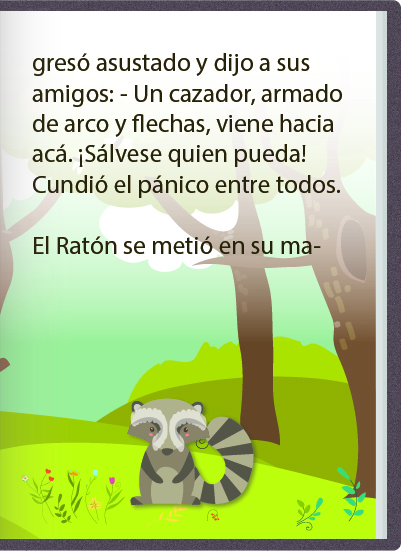 gresó asustado y dijo a sus
amigos: - Un cazador, armado
de arco y flechas, viene hacia
acá. ¡Sálvese quien pueda!
Cundió el pánico entre todos.
El Ratón se metió en su ma-